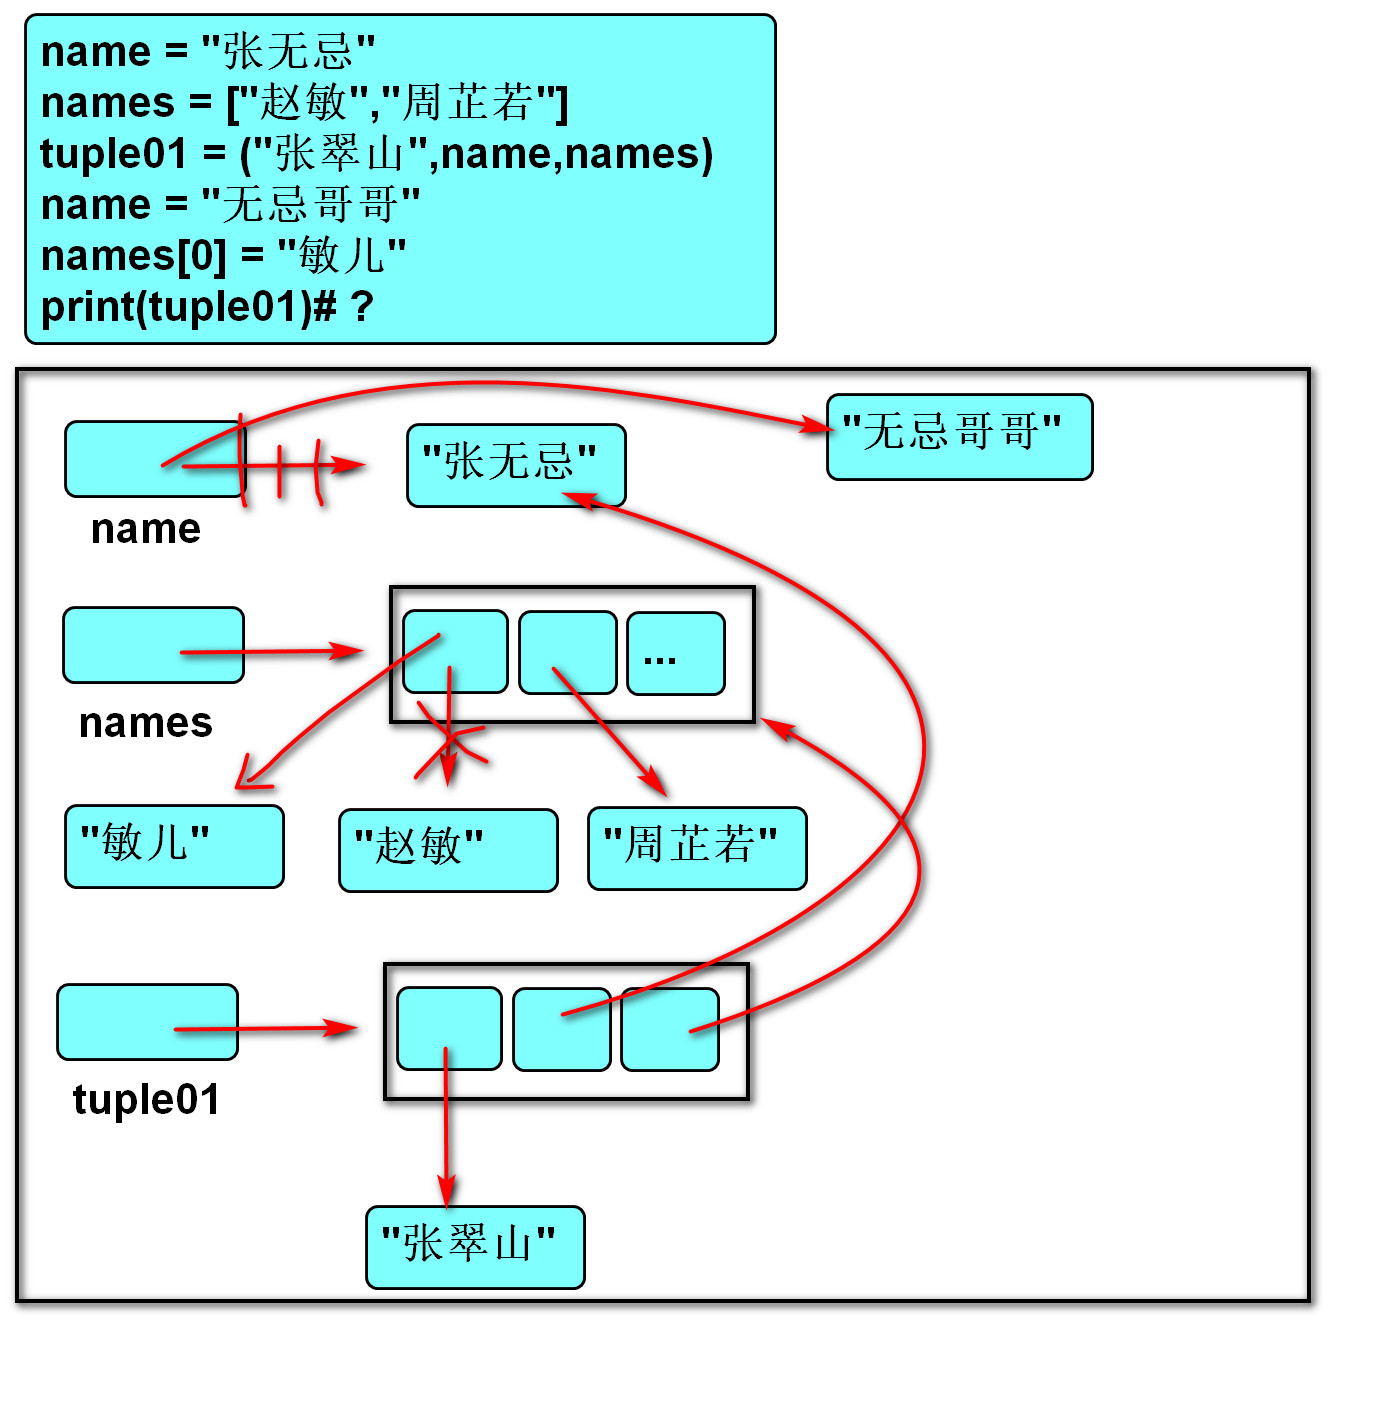 name = "张无忌"
names = ["赵敏","周芷若"]
tuple01 = ("张翠山",name,names)
name = "无忌哥哥"
names[0] = "敏儿"
print(tuple01)# ?
"无忌哥哥"
"张无忌"
name
...
names
"敏儿"
"赵敏"
"周芷若"
tuple01
"张翠山"